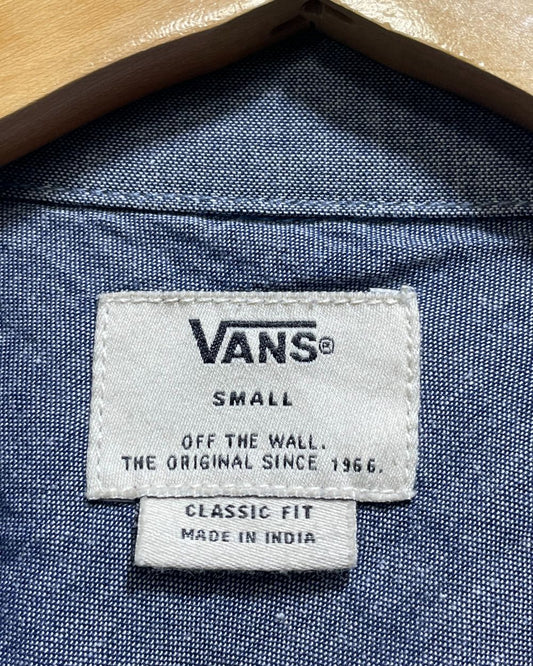 VANS®
SMALL
OFF THE WALL.
THE ORIGINAL SINCE 1966.
CLASSIC FIT
MADE IN INDIA